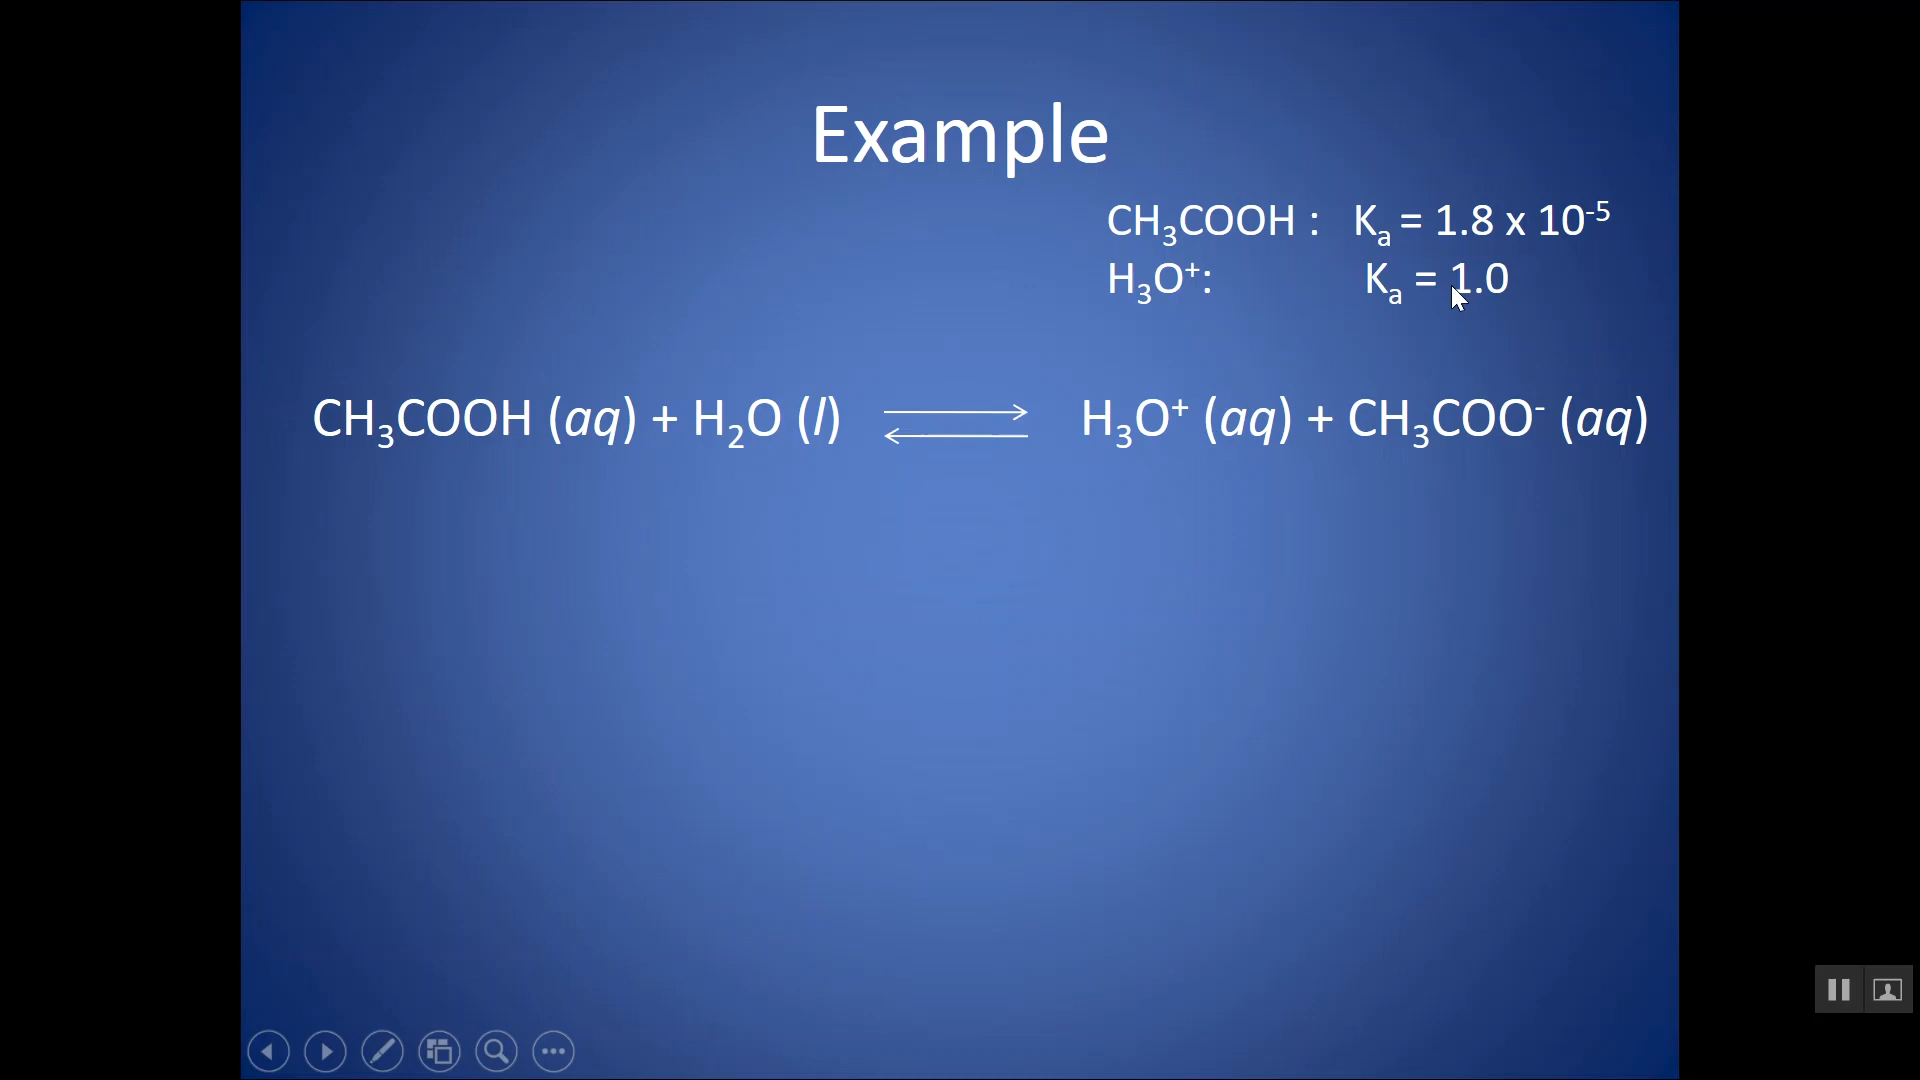 Example
CH₃COOH : Kₐ = 1.8 x 10⁻⁵
H₃O⁺: Kₐ = 1.0
CH₃COOH (aq) + H₂O (l) ⇌ H₃O⁺ (aq) + CH₃COO⁻ (aq)